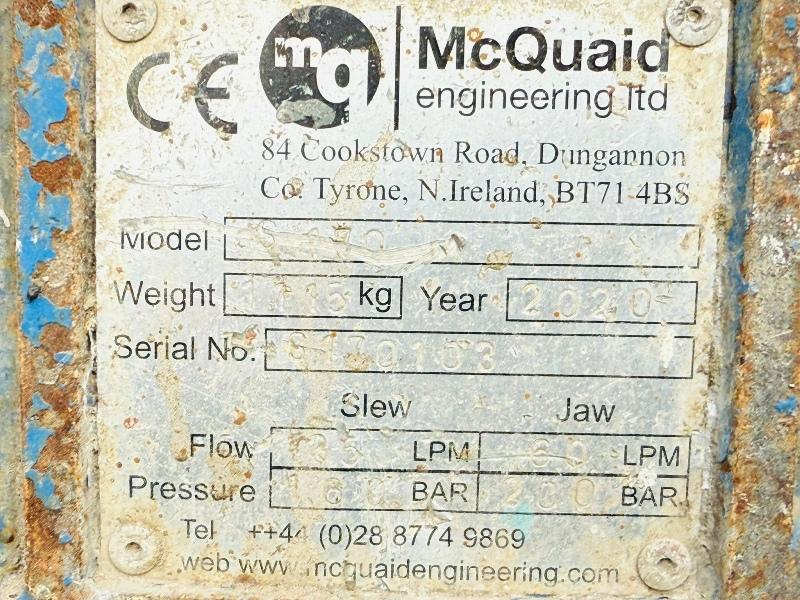 CE mq McQuaid
engineering ltd
84 Cookstown Road, Dungannon
Co. Tyrone, N.Ireland, BT71 4BS
Model
Weight kg Year 2020
Serial No.
Slew Jaw
Flow LPM 60 LPM
Pressure BAR 200 BAR
Tel ++44 (0)28 8774 9869
web www.mcquaidengineering.com